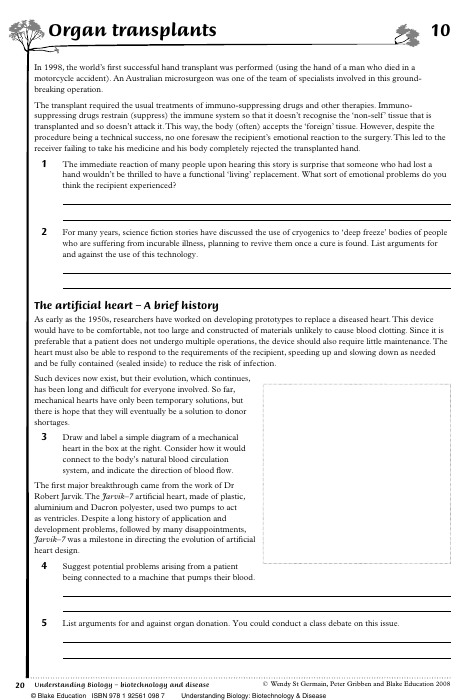 Organ transplants
10
In 1998, the world's first successful hand transplant was performed (using the hand of a man who died in a
motorcycle accident). An Australian microsurgeon was one of the team of specialists involved in this ground-
breaking operation.
The transplant required the usual treatments of immuno-suppressing drugs and other therapies. Immuno-
suppressing drugs restrain (suppress) the immune system so that it doesn't recognise the 'non-self' tissue that is
transplanted and so doesn't attack it. This way, the body (often) accepts the 'foreign' tissue. However, despite the
procedure being a technical success, no one foresaw the recipient's emotional reaction to the surgery. This led to the
receiver failing to take his medicine and his body completely rejected the transplanted hand.
1 The immediate reaction of many people upon hearing this story is surprise that someone who had lost a
hand wouldn't be thrilled to have a functional 'living' replacement. What sort of emotional problems do you
think the recipient experienced?
2 For many years, science fiction stories have discussed the use of cryogenics to 'deep freeze' bodies of people
who are suffering from incurable illness, planning to revive them once a cure is found. List arguments for
and against the use of this technology.
The artificial heart – A brief history
As early as the 1950s, researchers have worked on developing prototypes to replace a diseased heart. This device
would have to be comfortable, not too large and constructed of materials unlikely to cause blood clotting. Since it is
preferable that a patient does not undergo multiple operations, the device should also require little maintenance. The
heart must also be able to respond to the requirements of the recipient, speeding up and slowing down as needed
and be fully contained (sealed inside) to reduce the risk of infection.
Such devices now exist, but their evolution, which continues,
has been long and difficult for everyone involved. So far,
mechanical hearts have only been temporary solutions, but
there is hope that they will eventually be a solution to donor
shortages.
3 Draw and label a simple diagram of a mechanical
heart in the box at the right. Consider how it would
connect to the body's natural blood circulation
system, and indicate the direction of blood flow.
The first major breakthrough came from the work of Dr
Robert Jarvik. The Jarvik–7 artificial heart, made of plastic,
aluminium and Dacron polyester, used two pumps to act
as ventricles. Despite a long history of application and
development problems, followed by many disappointments,
Jarvik–7 was a milestone in directing the evolution of artificial
heart design.
4 Suggest potential problems arising from a patient
being connected to a machine that pumps their blood.
5 List arguments for and against organ donation. You could conduct a class debate on this issue.
20 Understanding Biology – biotechnology and disease
© Wendy St Germain, Peter Gribben and Blake Education 2008
© Blake Education ISBN 978 1 92561 098 7 Understanding Biology: Biotechnology & Disease